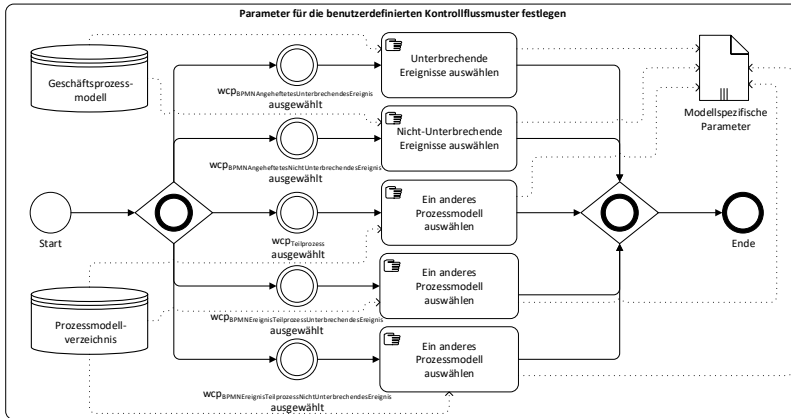 Parameter für die benutzerdefinierten Kontrollflussmuster festlegen
Geschäftsprozess-
modell
wcpBPMNAngeheftetesUnterbrechendesEreignis
ausgewählt
Unterbrechende
Ereignisse auswählen
Modellspezifische
Parameter
wcpBPMNAngeheftetesNichtUnterbrechendesEreignis
ausgewählt
Nicht-Unterbrechende
Ereignisse auswählen
Start
wcpTeilprozess
ausgewählt
Ein anderes
Prozessmodell
auswählen
Ende
Prozessmodell-
verzeichnis
wcpBPMNEreignisTeilprozessUnterbrechendesEreignis
ausgewählt
Ein anderes
Prozessmodell
auswählen
wcpBPMNEreignisTeilprozessNichtUnterbrechendesEreignis
ausgewählt
Ein anderes
Prozessmodell
auswählen